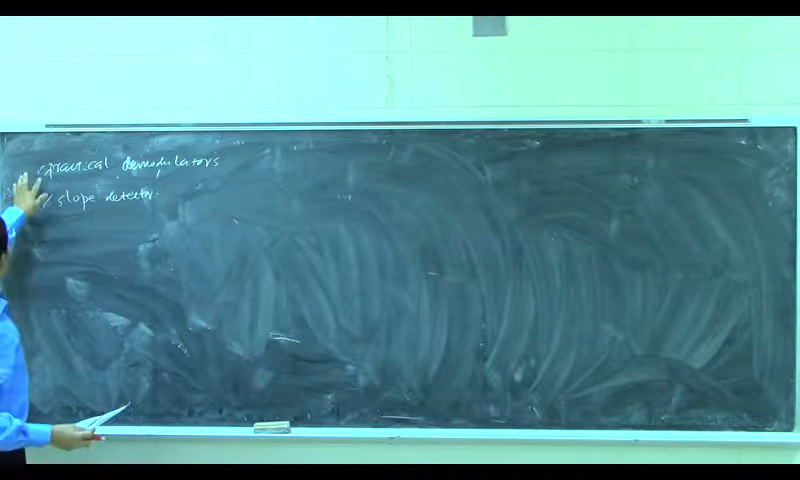 practical demodulators
1/ slope detector.